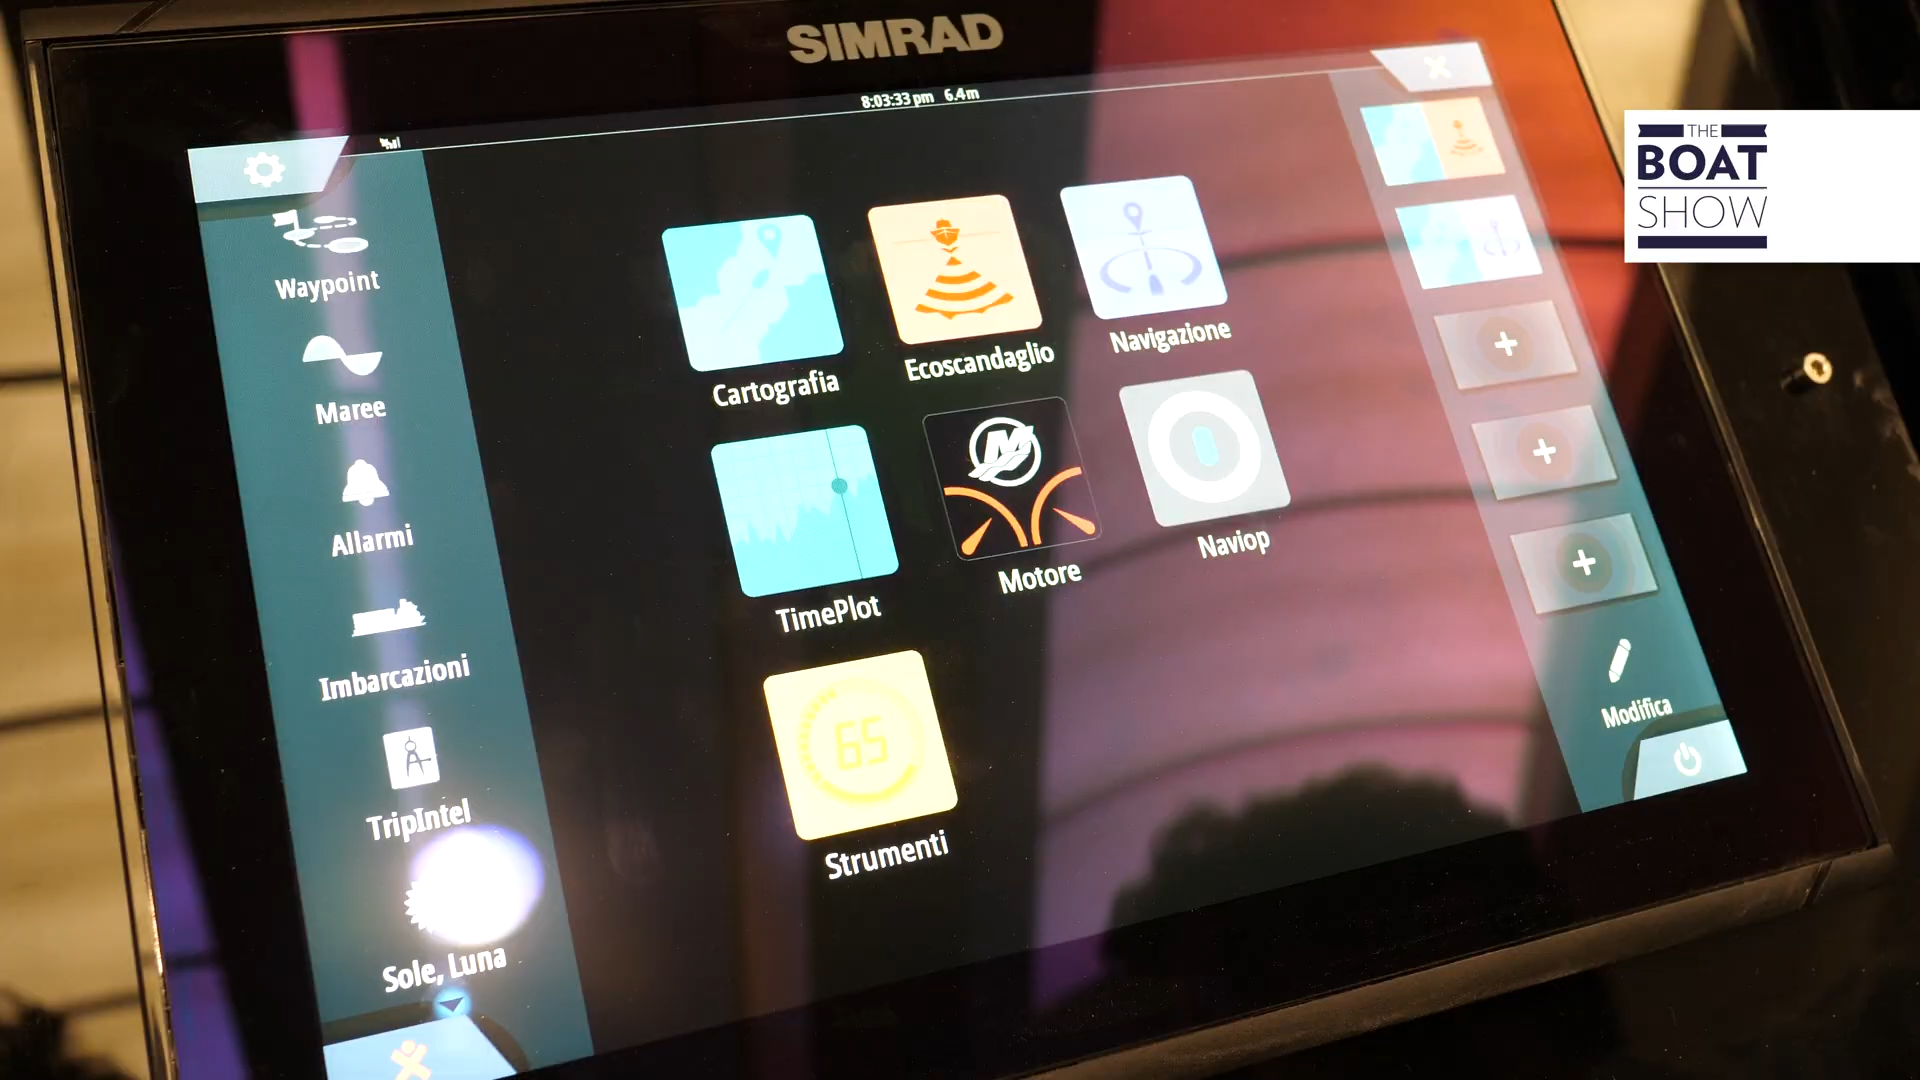 SIMRAD
8:03:33 pm 6.4 m
THE
BOAT
SHOW
Waypoint
Maree
Allarmi
Imbarcazioni
TripIntel
Sole, Luna
Cartografia
Ecoscandaglio
Navigazione
TimePlot
Motore
Naviop
65
Strumenti
Modifica